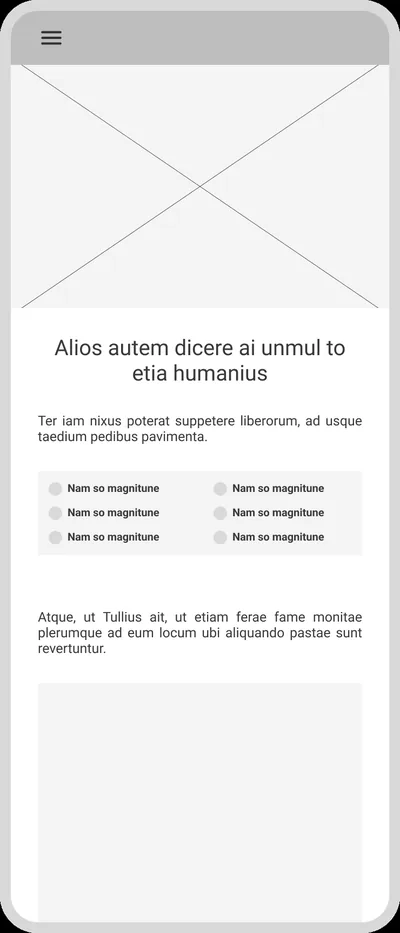 Alios autem dicere ai unmul to
etia humanius
Ter iam nixus poterat suppetere liberorum, ad usque
taedium pedibus pavimenta.
Nam so magnitune Nam so magnitune
Nam so magnitune Nam so magnitune
Nam so magnitune Nam so magnitune
Atque, ut Tullius ait, ut etiam ferae fame monitae
plerumque ad eum locum ubi aliquando pastae sunt
revertuntur.